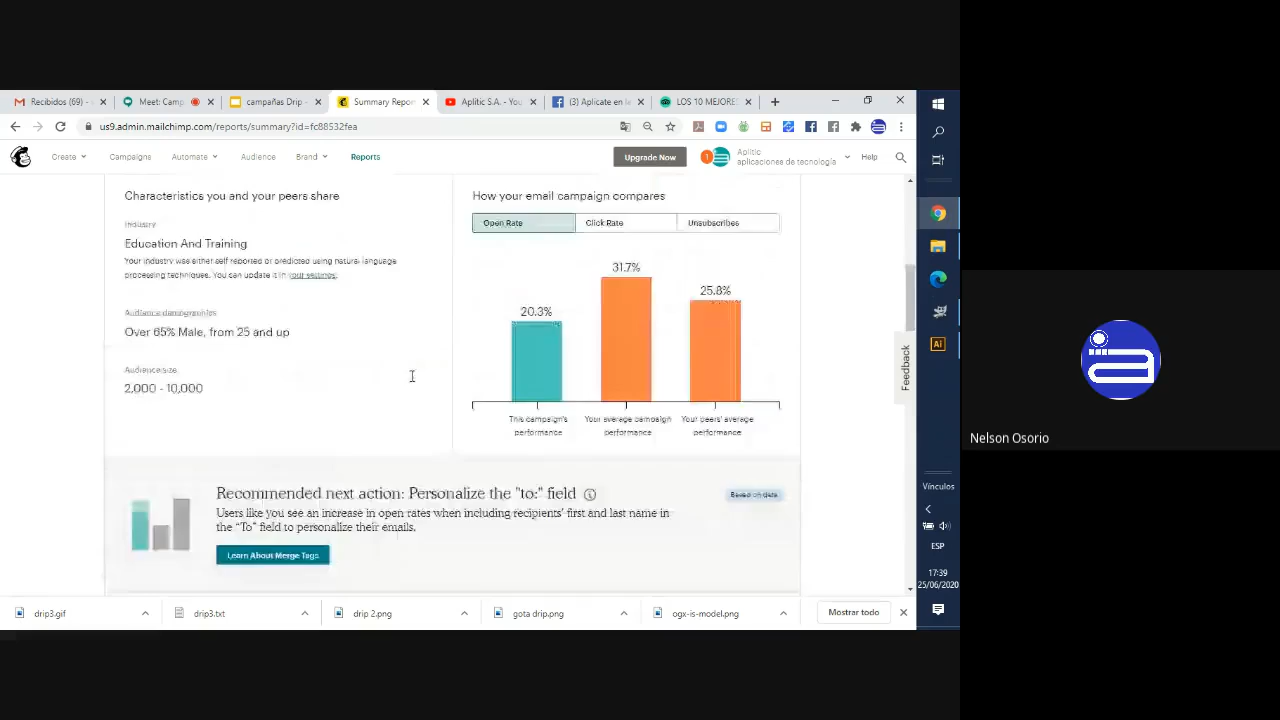 Recibidos (69) -
Meet: Camp
campañas Drip -
Summary Repor
Aplitic S.A. - You
(3) Aplicate en le
LOS 10 MEJORES
us9.admin.mailchimp.com/reports/summary?id=fc88532fea
Create
Campaigns
Automate
Audience
Brand
Reports
Upgrade Now
1
Aplitic
aplicaciones de tecnología
Help
Characteristics you and your peers share
Industry
Education And Training
Your industry was either self reported or predicted using natural language
processing techniques. You can update it in your settings.
Audience demographics
Over 65% Male, from 25 and up
Audience size
2,000 - 10,000
How your email campaign compares
Open Rate
Click Rate
Unsubscribes
20.3%
31.7%
25.8%
This campaign's
performance
Your average campaign
performance
Your peers' average
performance
Feedback
Recommended next action: Personalize the "to:" field
Based on data
Users like you see an increase in open rates when including recipients' first and last name in
the "To" field to personalize their emails.
Learn About Merge Tags
drip3.gif
drip3.txt
drip 2.png
gota drip.png
ogx-is-model.png
Mostrar todo
Ai
Vínculos
ESP
17:39
25/06/2020
Nelson Osorio